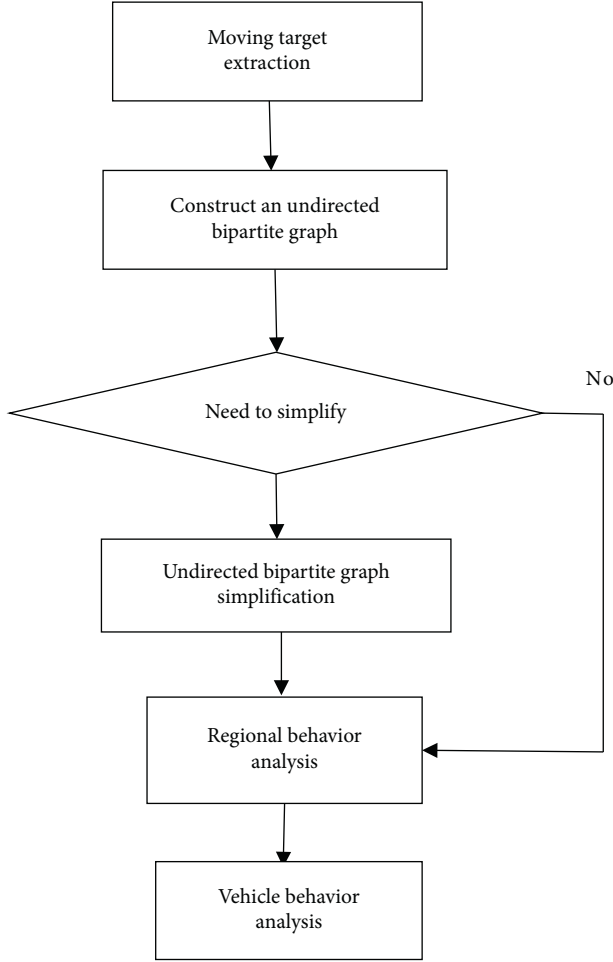 Moving target
extraction
Construct an undirected
bipartite graph
No
Need to simplify
Undirected bipartite graph
simplification
Regional behavior
analysis
Vehicle behavior
analysis